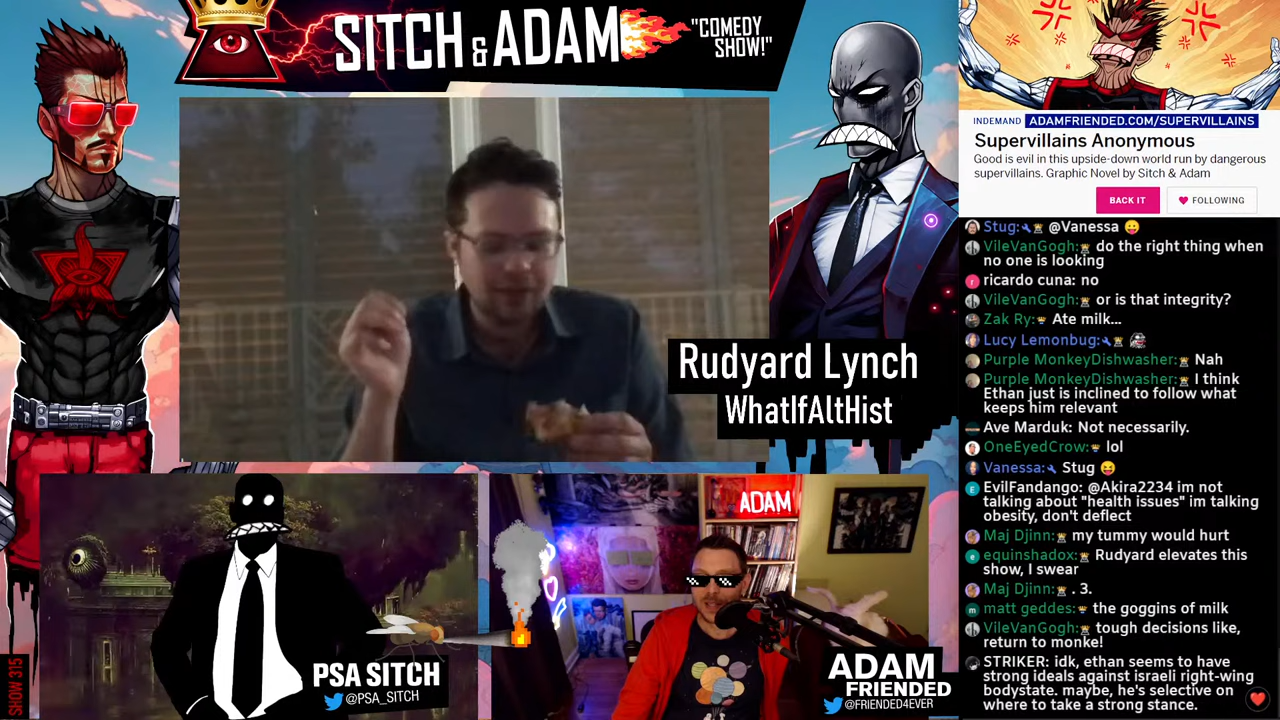 SITCH & ADAM
"COMEDY
SHOW!"
INDEMAND ADAMFRIENDED.COM/SUPERVILLAINS
Supervillains Anonymous
Good is evil in this upside-down world run by dangerous
supervillains. Graphic Novel by Sitch & Adam
BACK IT
FOLLOWING
Rudyard Lynch
WhatIfAltHist
Stug: @Vanessa 😛
VileVanGogh: do the right thing when
no one is looking
ricardo cuna: no
VileVanGogh: or is that integrity?
Zak Ry: Ate milk...
Lucy Lemonbug:
Purple MonkeyDishwasher: Nah
Purple MonkeyDishwasher: I think
Ethan just is inclined to follow what
keeps him relevant
Ave Marduk: Not necessarily.
OneEyedCrow: lol
Vanessa: Stug 😝
EvilFandango: @Akira2234 im not
talking about "health issues" im talking
obesity, don't deflect
Maj Djinn: my tummy would hurt
equinshadox: Rudyard elevates this
show, I swear
Maj Djinn: . 3.
matt geddes: the goggins of milk
VileVanGogh: tough decisions like,
return to monke!
STRIKER: idk, ethan seems to have
strong ideals against israeli right-wing
bodystate. maybe, he's selective on
where to take a strong stance.
SHOW 315
PSA SITCH
@PSA_SITCH
ADAM
ADAM
FRIENDED
@FRIENDED4EVER